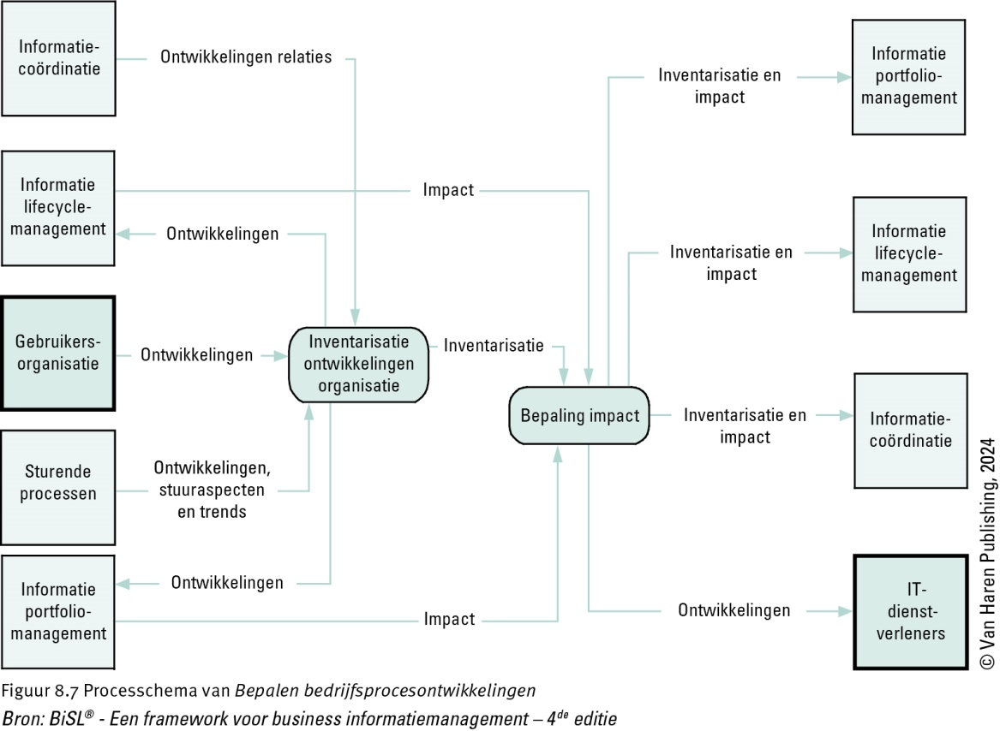 Informatie-
coördinatie
Ontwikkelingen relaties
Informatie
portfolio-
management
Inventarisatie en
impact
Informatie
lifecycle-
management
Impact
Ontwikkelingen
Informatie
lifecycle-
management
Inventarisatie en
impact
Gebruikers-
organisatie
Ontwikkelingen
Inventarisatie
ontwikkelingen
organisatie
Inventarisatie
Bepaling impact
Inventarisatie en
impact
Informatie-
coördinatie
Sturende
processen
Ontwikkelingen,
stuuraspecten
en trends
Informatie
portfolio-
management
Ontwikkelingen
Impact
Ontwikkelingen
IT-
dienst-
verleners
© Van Haren Publishing, 2024
Figuur 8.7 Processchema van Bepalen bedrijfsprocesontwikkelingen
Bron: BiSL® - Een framework voor business informatiemanagement – 4de editie